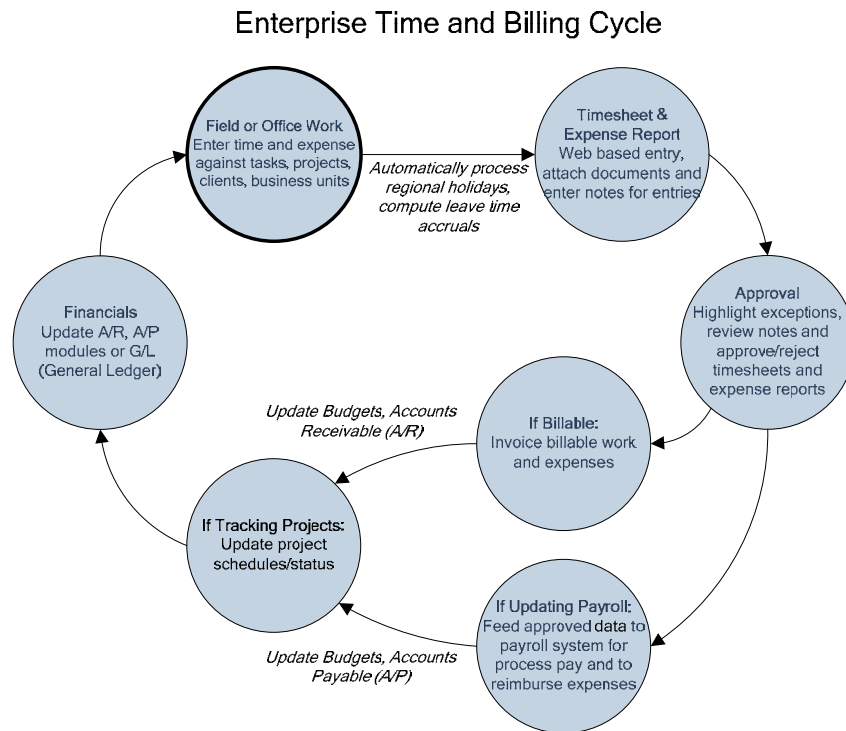 Enterprise Time and Billing Cycle
Field or Office Work
Enter time and expense
against tasks, projects,
clients, business units
Automatically process
regional holidays,
compute leave time
accruals
Timesheet &
Expense Report
Web based entry,
attach documents and
enter notes for entries
Approval
Highlight exceptions,
review notes and
approve/reject
timesheets and
expense reports
If Billable:
Invoice billable work
and expenses
If Updating Payroll:
Feed approved data to
payroll system for
process pay and to
reimburse expenses
Update Budgets, Accounts
Receivable (A/R)
Update Budgets, Accounts
Payable (A/P)
If Tracking Projects:
Update project
schedules/status
Financials
Update A/R, A/P
modules or G/L
(General Ledger)